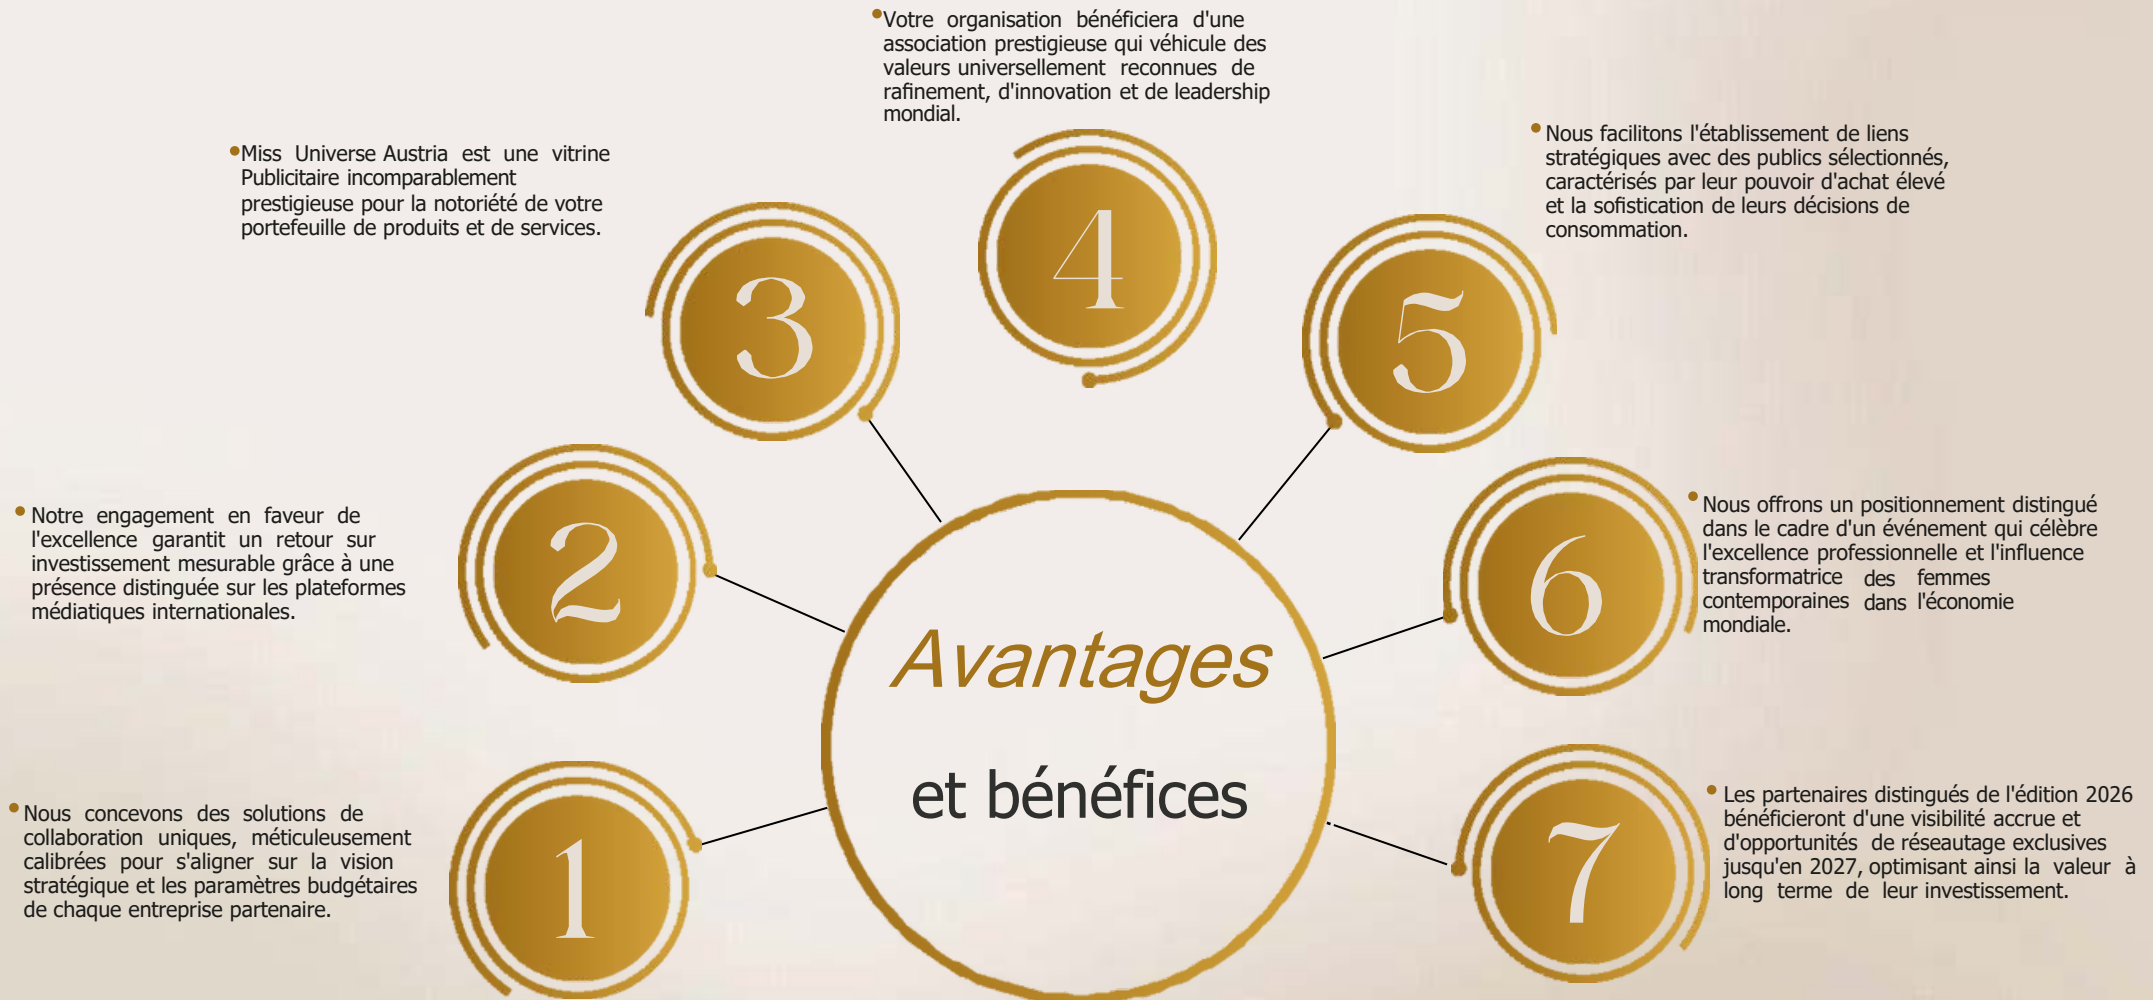 •Votre organisation bénéficiera d'une
association prestigieuse qui véhicule des
valeurs universellement reconnues de
rafinement, d'innovation et de leadership
mondial.
•Miss Universe Austria est une vitrine
Publicitaire incomparablement
prestigieuse pour la notoriété de votre
portefeuille de produits et de services.
•Nous facilitons l'établissement de liens
stratégiques avec des publics sélectionnés,
caractérisés par leur pouvoir d'achat élevé
et la sofistication de leurs décisions de
consommation.
3
4
5
•Notre engagement en faveur de
l'excellence garantit un retour sur
investissement mesurable grâce à une
présence distinguée sur les plateformes
médiatiques internationales.
2
6
•Nous offrons un positionnement distingué
dans le cadre d'un événement qui célèbre
l'excellence professionnelle et l'influence
transformatrice des femmes
contemporaines dans l'économie
mondiale.
Avantages
et bénéfices
•Nous concevons des solutions de
collaboration uniques, méticuleusement
calibrées pour s'aligner sur la vision
stratégique et les paramètres budgétaires
de chaque entreprise partenaire.
1
7
•Les partenaires distingués de l'édition 2026
bénéficieront d'une visibilité accrue et
d'opportunités de réseautage exclusives
jusqu'en 2027, optimisant ainsi la valeur à
long terme de leur investissement.